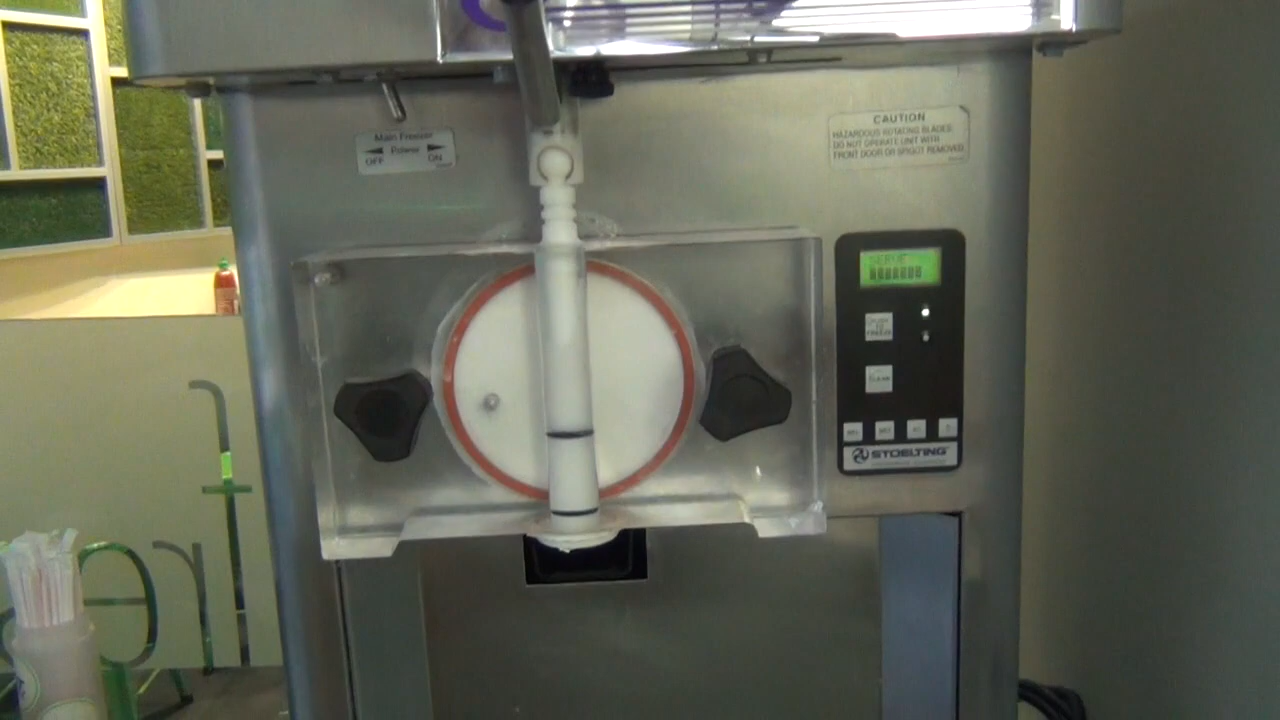 Main Freezer
Power
OFF ON
CAUTION
HAZARDOUS ROTATING BLADES.
DO NOT OPERATE UNIT WITH
FRONT DOOR OR SPIGOT REMOVED.
SERVE
STOELTING